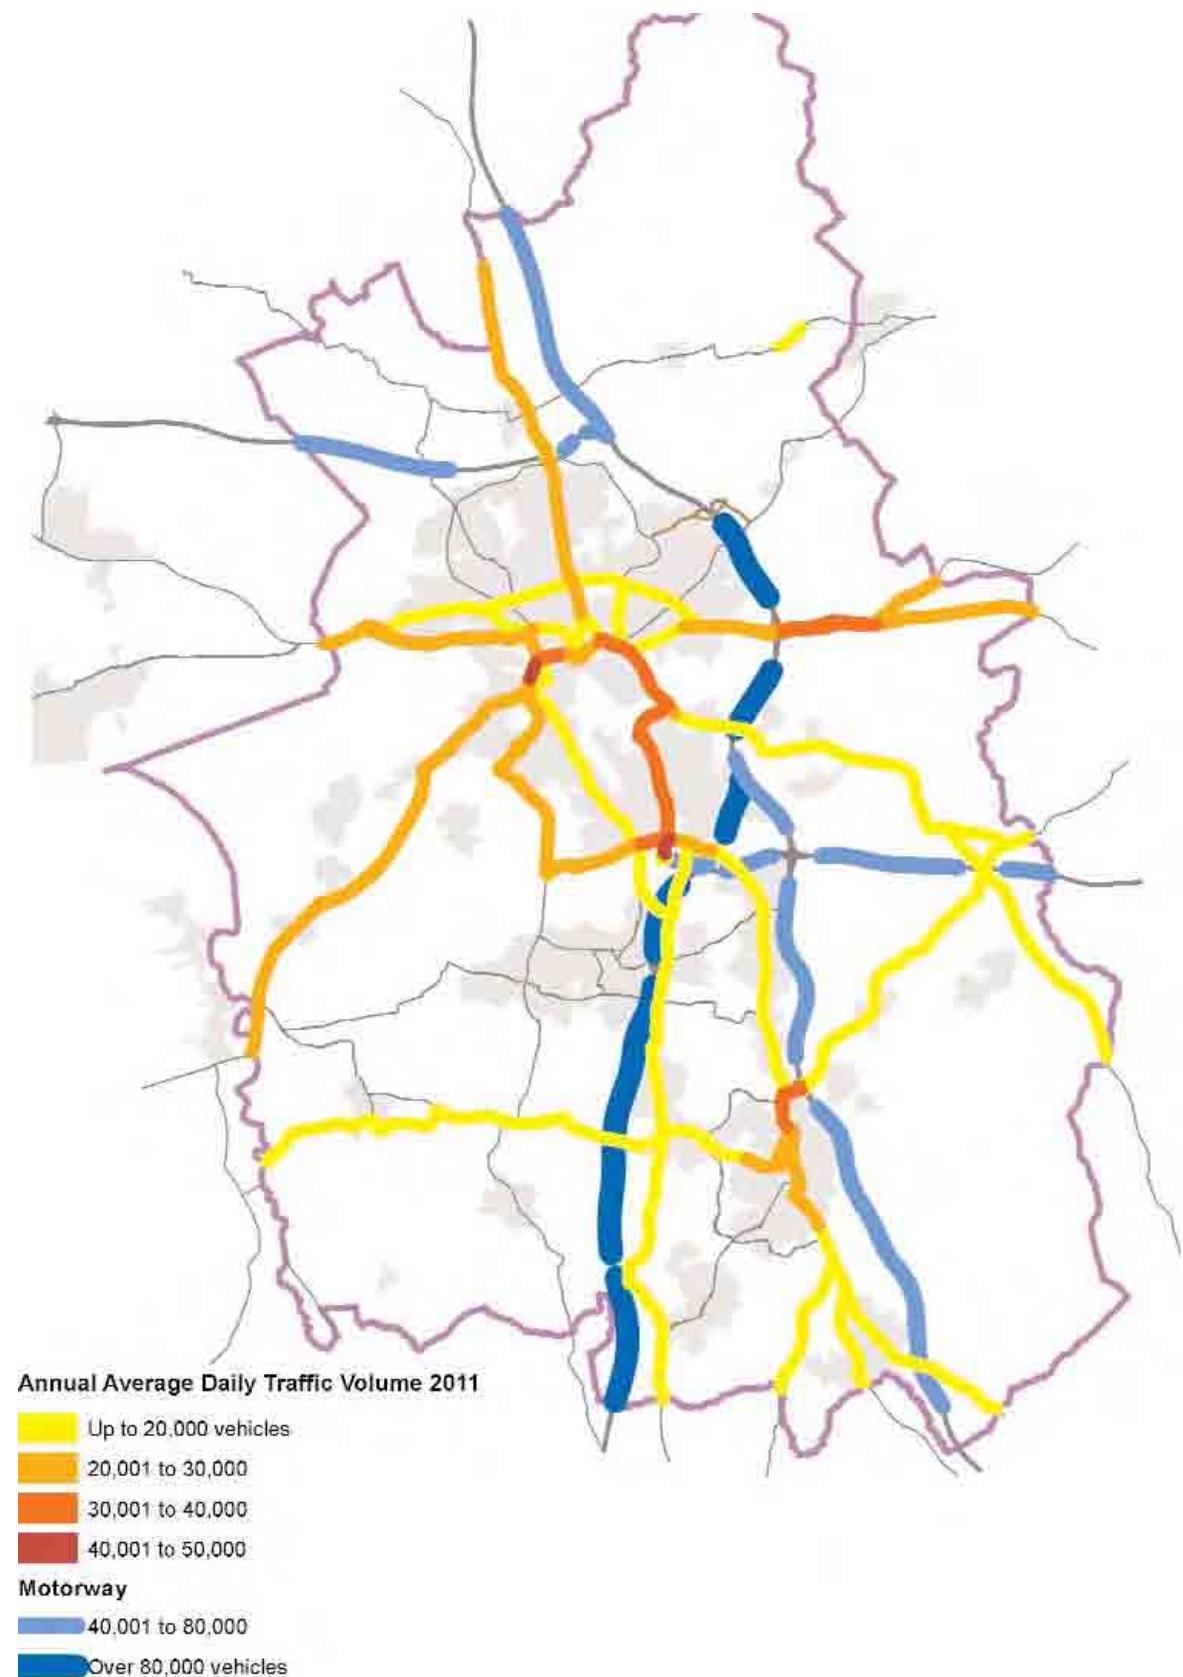 Annual Average Daily Traffic Volume 2011
Up to 20,000 vehicles
20,001 to 30,000
30,001 to 40,000
40,001 to 50,000
Motorway
40,001 to 80,000
Over 80,000 vehicles